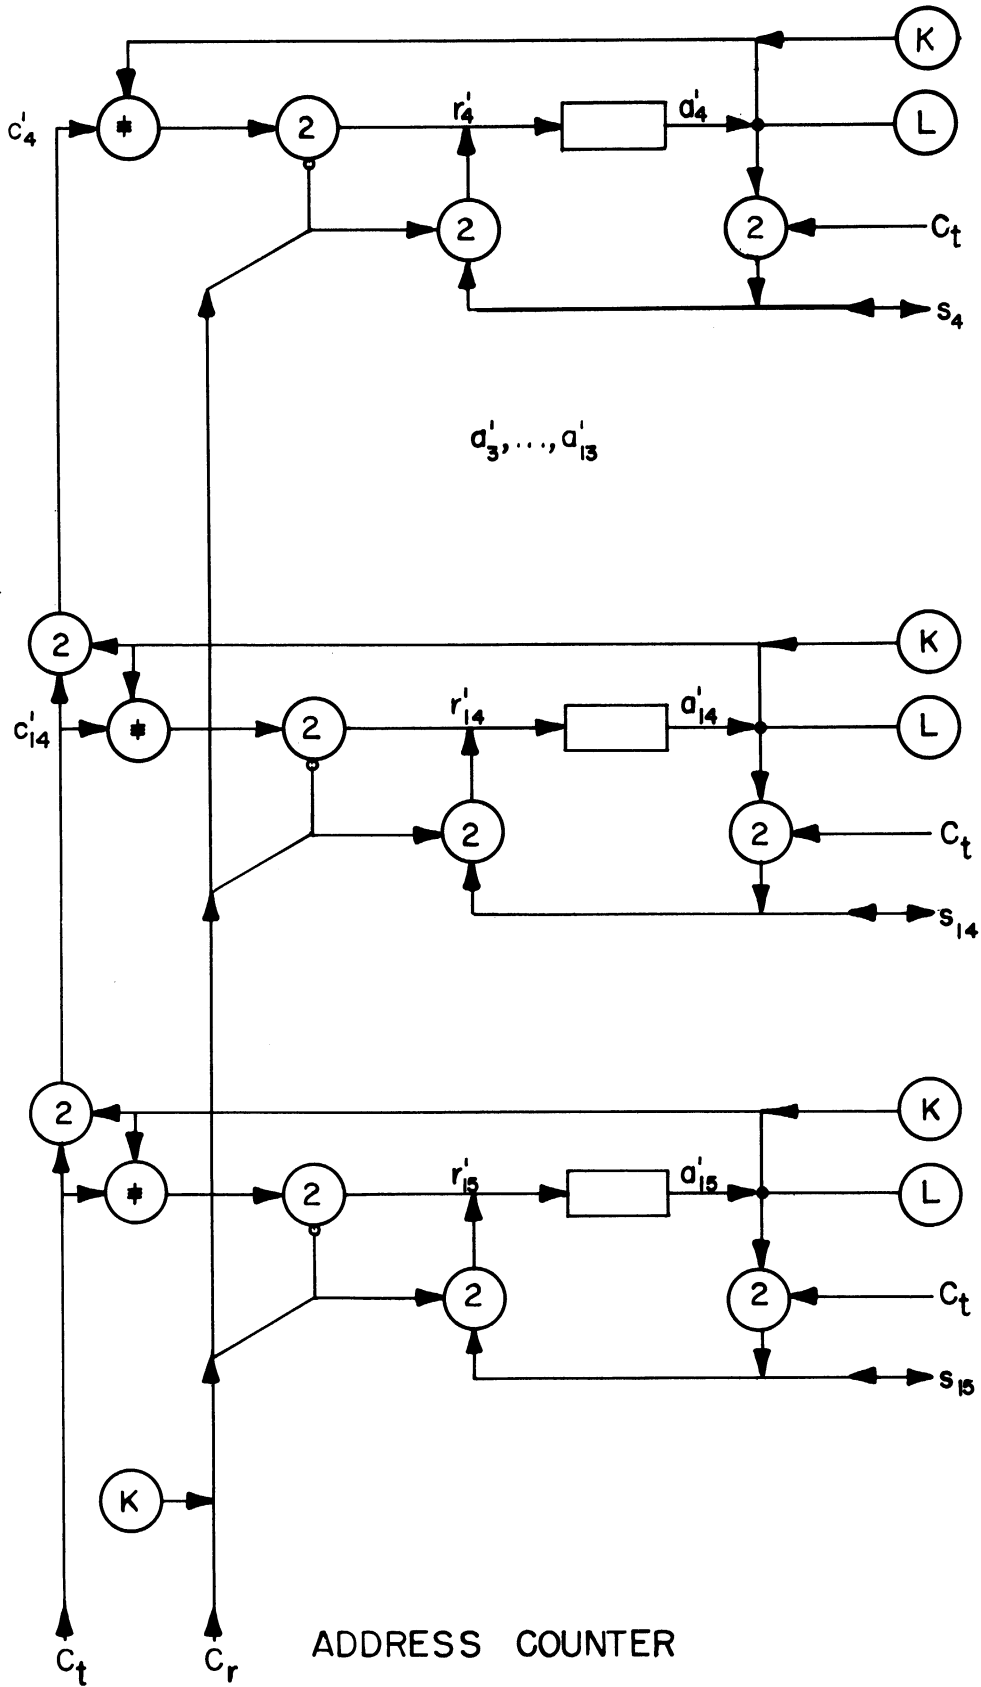 K
c'4 * 2 r'4 a'4 L
2 2 Ct
s4
a'3, ..., a'13
2 K
c'14 * 2 r'14 a'14 L
2 2 Ct
s14
2 K
* 2 r'15 a'15 L
2 2 Ct
s15
K
Ct Cr ADDRESS COUNTER